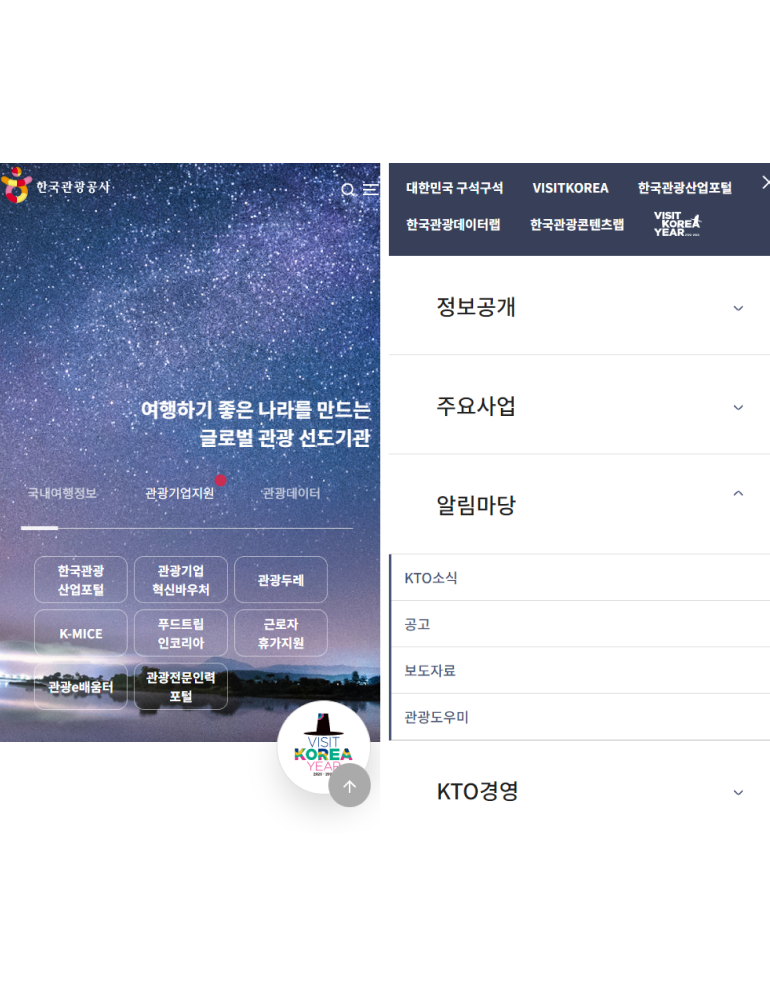 한국관광공사
여행하기 좋은 나라를 만드는
글로벌 관광 선도기관
국내여행정보 관광기업지원 관광데이터
한국관광
산업포털
관광기업
혁신바우처
관광두레
K-MICE
푸드트립
인코리아
근로자
휴가지원
관광e배움터
관광전문인력
포털
VISIT
KOREA
YEAR
대한민국 구석구석 VISITKOREA 한국관광산업포털
한국관광데이터랩 한국관광콘텐츠랩
VISIT
KOREA
YEAR
정보공개
주요사업
알림마당
KTO소식
공고
보도자료
관광도우미
KTO경영